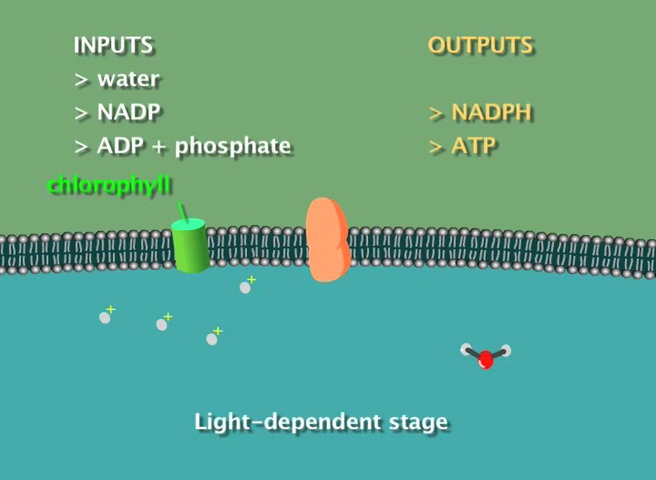 INPUTS
> water
> NADP
> ADP + phosphate
OUTPUTS
> NADPH
> ATP
chlorophyll
+
+
+
+
Light-dependent stage